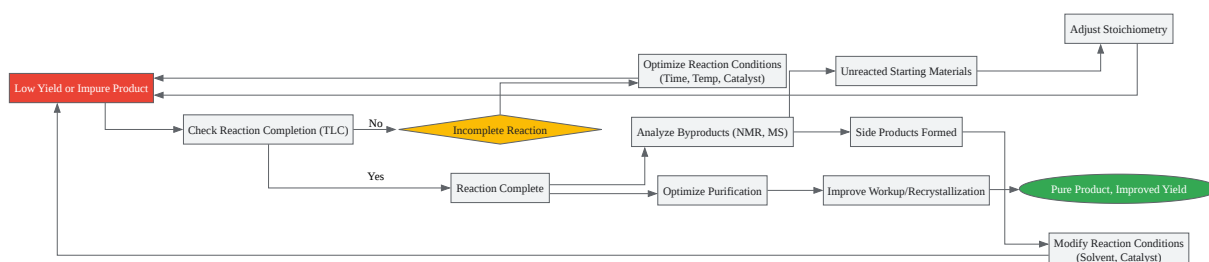 Adjust Stoichiometry
Optimize Reaction Conditions
(Time, Temp, Catalyst)
Unreacted Starting Materials
Low Yield or Impure Product
Check Reaction Completion (TLC)
No
Incomplete Reaction
Analyze Byproducts (NMR, MS)
Side Products Formed
Yes
Reaction Complete
Optimize Purification
Improve Workup/Recrystallization
Pure Product, Improved Yield
Modify Reaction Conditions
(Solvent, Catalyst)